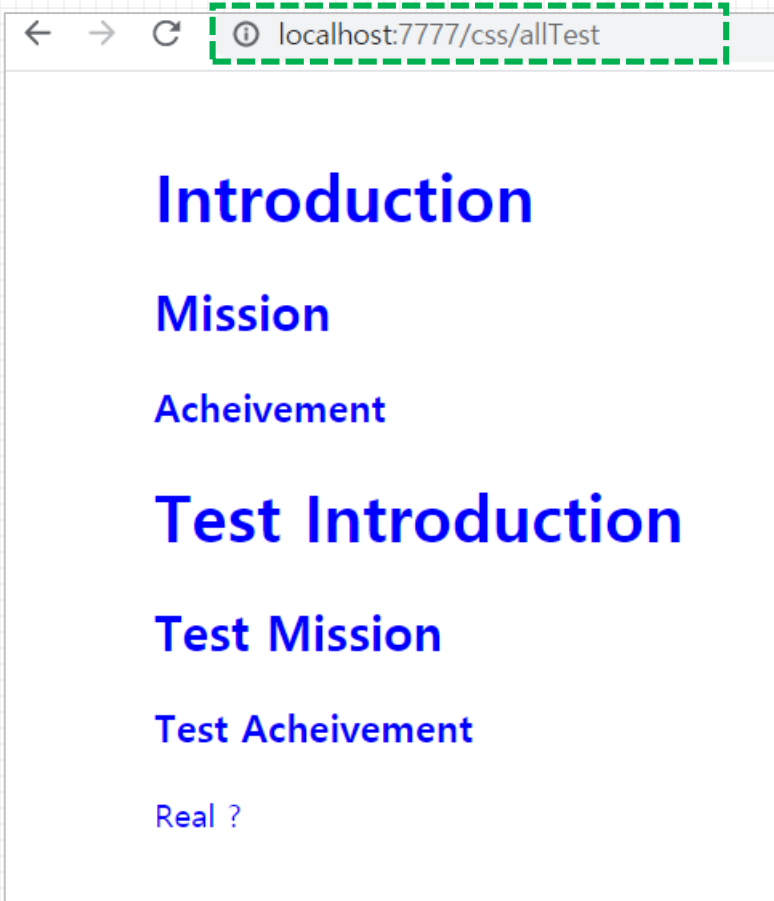 localhost:7777/css/allTest
Introduction
Mission
Acheivement
Test Introduction
Test Mission
Test Acheivement
Real ?